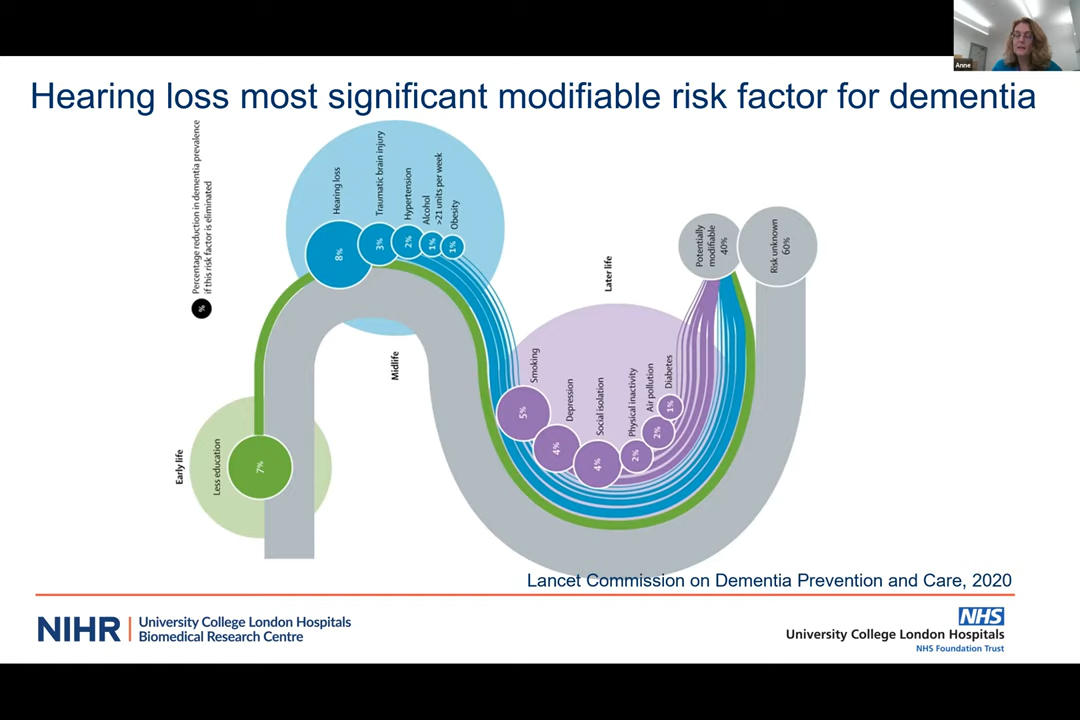 Anne
Hearing loss most significant modifiable risk factor for dementia
%
Percentage reduction in dementia prevalence
if this risk factor is eliminated
Early life
Less education
7%
Midlife
Hearing loss
8%
Traumatic brain injury
3%
Hypertension
2%
Alcohol
>21 units per week
1%
Obesity
1%
Later life
Smoking
5%
Depression
4%
Social isolation
4%
Physical inactivity
2%
Air pollution
2%
Diabetes
1%
Potentially
modifiable
40%
Risk unknown
60%
Lancet Commission on Dementia Prevention and Care, 2020
NIHR | University College London Hospitals
Biomedical Research Centre
NHS
University College London Hospitals
NHS Foundation Trust